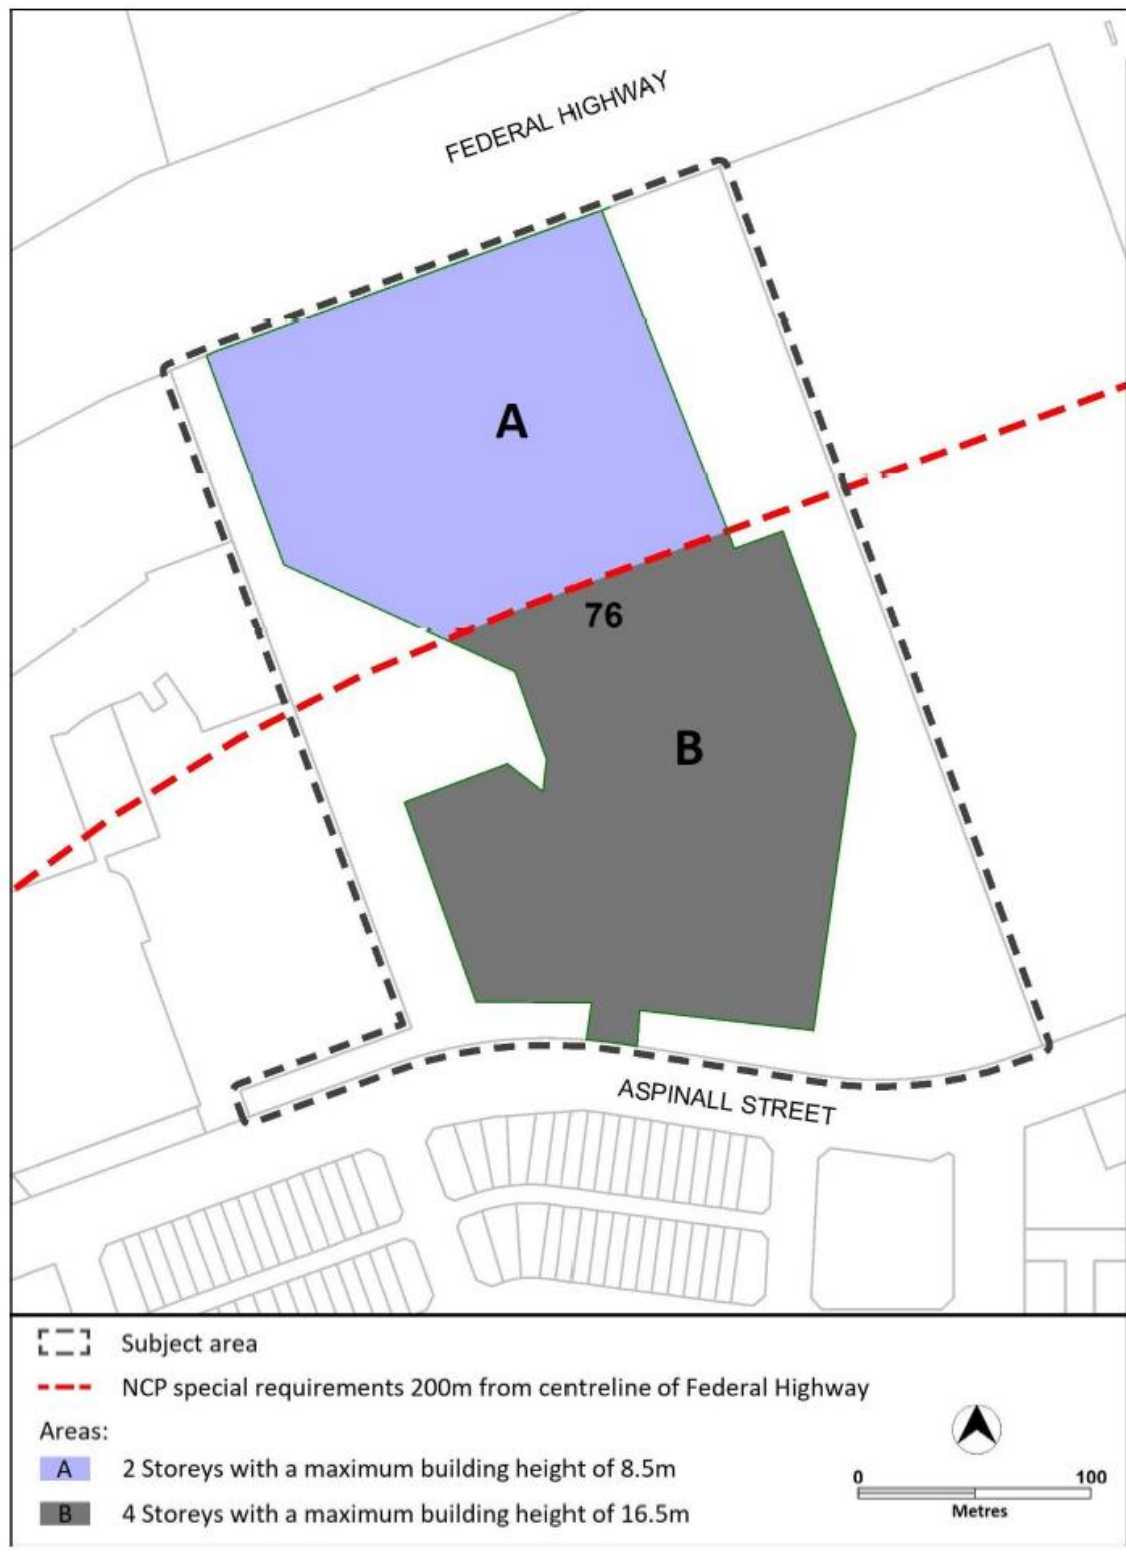 FEDERAL HIGHWAY
A
76
B
ASPINALL STREET
Subject area
NCP special requirements 200m from centreline of Federal Highway
Areas:
A 2 Storeys with a maximum building height of 8.5m
B 4 Storeys with a maximum building height of 16.5m
0 100
Metres